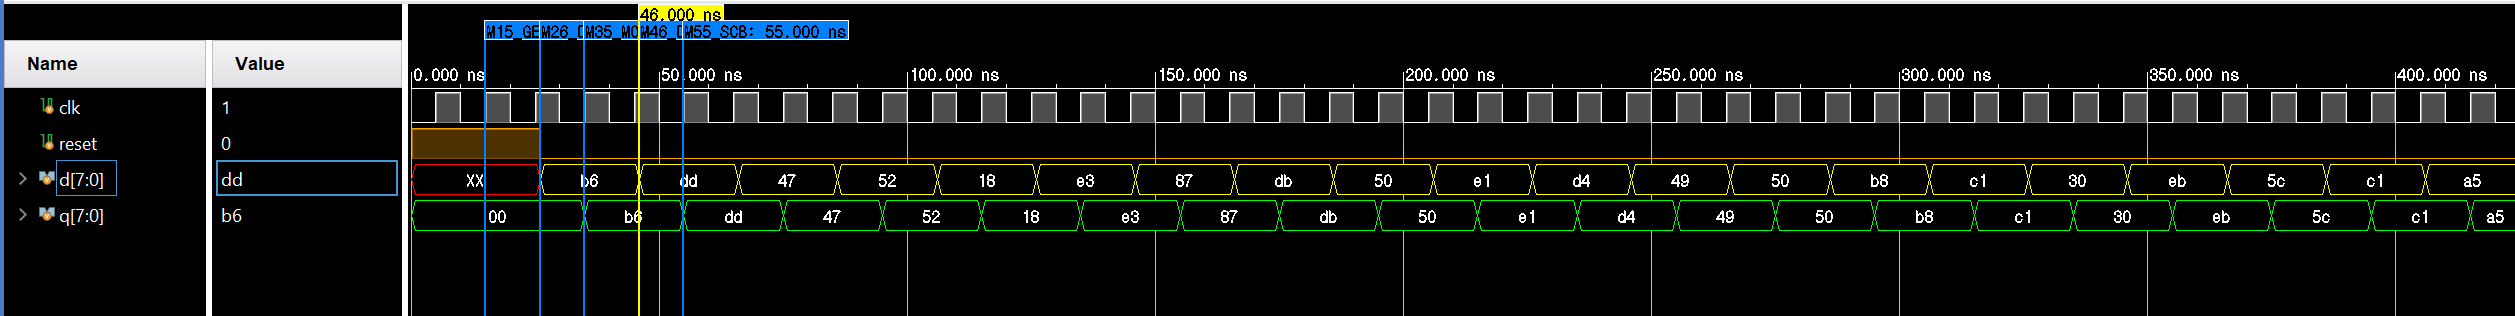 46.000 ns
M15_GE M26_D M35_MO M46_D M55_SCB: 55.000 ns
Name Value
0.000 ns 50.000 ns 100.000 ns 150.000 ns 200.000 ns 250.000 ns 300.000 ns 350.000 ns 400.000 ns
clk 1
reset 0
d[7:0] dd XX b6 dd 47 52 18 e3 87 db 50 e1 d4 49 50 b8 c1 30 eb 5c c1 a5
q[7:0] b6 00 b6 dd 47 52 18 e3 87 db 50 e1 d4 49 50 b8 c1 30 eb 5c c1 a5